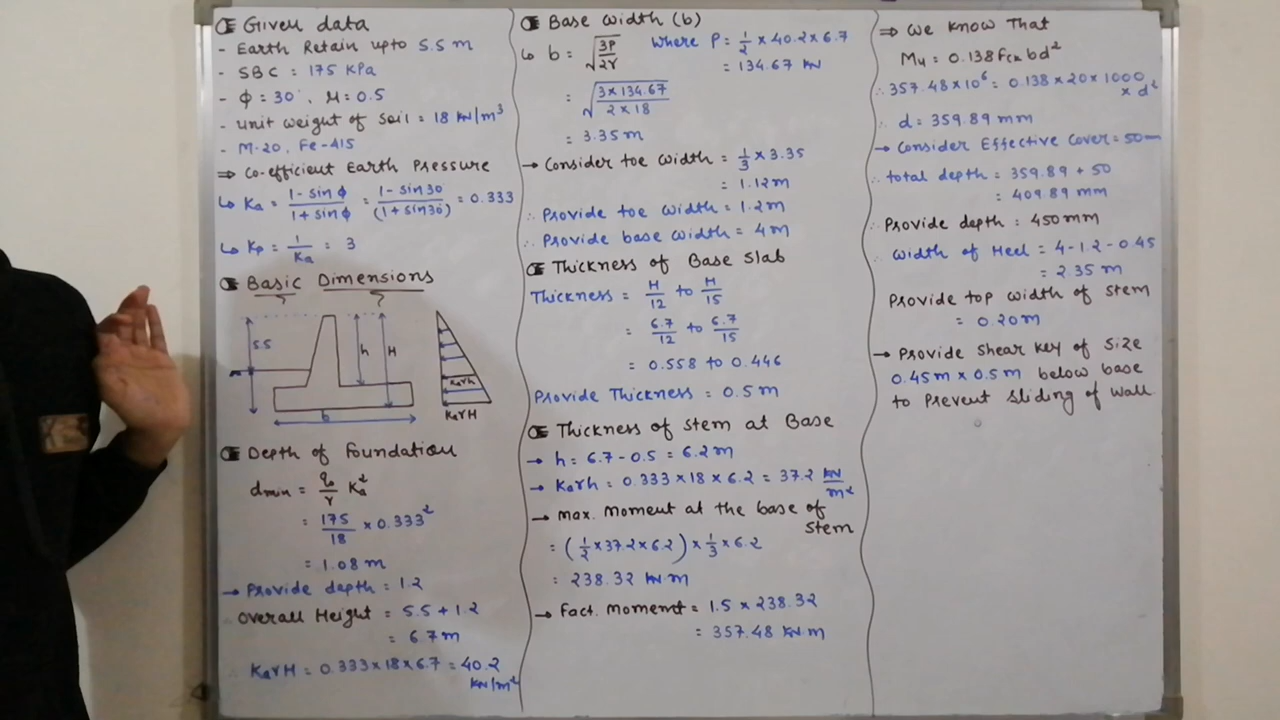 Given data
- Earth Retain upto 5.5 m
- SBC = 175 KPa
- ϕ = 30°, μ = 0.5
- Unit weight of Soil = 18 KN/m³
- M-20, Fe-415
⇒ Co-efficient Earth Pressure
↳ Ka = (1 - sin ϕ)/(1 + sin ϕ) = (1 - sin 30)/(1 + sin 30) = 0.333
↳ Kp = 1/Ka = 3
Basic Dimensions
5.5
h
H
b
Kaγh
KaγH
Depth of Foundation
dmin = q₀/γ Ka²
= 175/18 × 0.333²
= 1.08 m
→ Provide depth = 1.2
∴ Overall Height = 5.5 + 1.2
= 6.7 m
∴ KaγH = 0.333 × 18 × 6.7 = 40.2 KN/m²
Base width (b)
↳ b = √(3P/2γ) where P = 1/2 × 40.2 × 6.7
= 134.67 KN
= √((3 × 134.67)/(2 × 18))
= 3.35 m
→ Consider toe width = 1/3 × 3.35
= 1.12 m
∴ Provide toe width = 1.2 m
∴ Provide base width = 4 m
Thickness of Base Slab
Thickness = H/12 to H/15
= 6.7/12 to 6.7/15
= 0.558 to 0.446
Provide Thickness = 0.5 m
Thickness of Stem at Base
→ h = 6.7 - 0.5 = 6.2 m
→ Kaγh = 0.333 × 18 × 6.2 = 37.2 KN/m²
→ Max. Moment at the base of Stem
= (1/2 × 37.2 × 6.2) × 1/3 × 6.2
= 238.32 KN·m
→ Fact. Moment = 1.5 × 238.32
= 357.48 KN·m
⇒ We Know That
Mu = 0.138 Fck bd²
∴ 357.48 × 10⁶ = 0.138 × 20 × 1000 × d²
∴ d = 359.89 mm
→ Consider Effective Cover = 50mm
∴ total depth = 359.89 + 50
= 409.89 mm
∴ Provide depth = 450 mm
∴ Width of Heel = 4 - 1.2 - 0.45
= 2.35 m
Provide top width of Stem
= 0.20 m
→ Provide Shear Key of Size
0.45m × 0.5m below base
to Prevent Sliding of Wall.